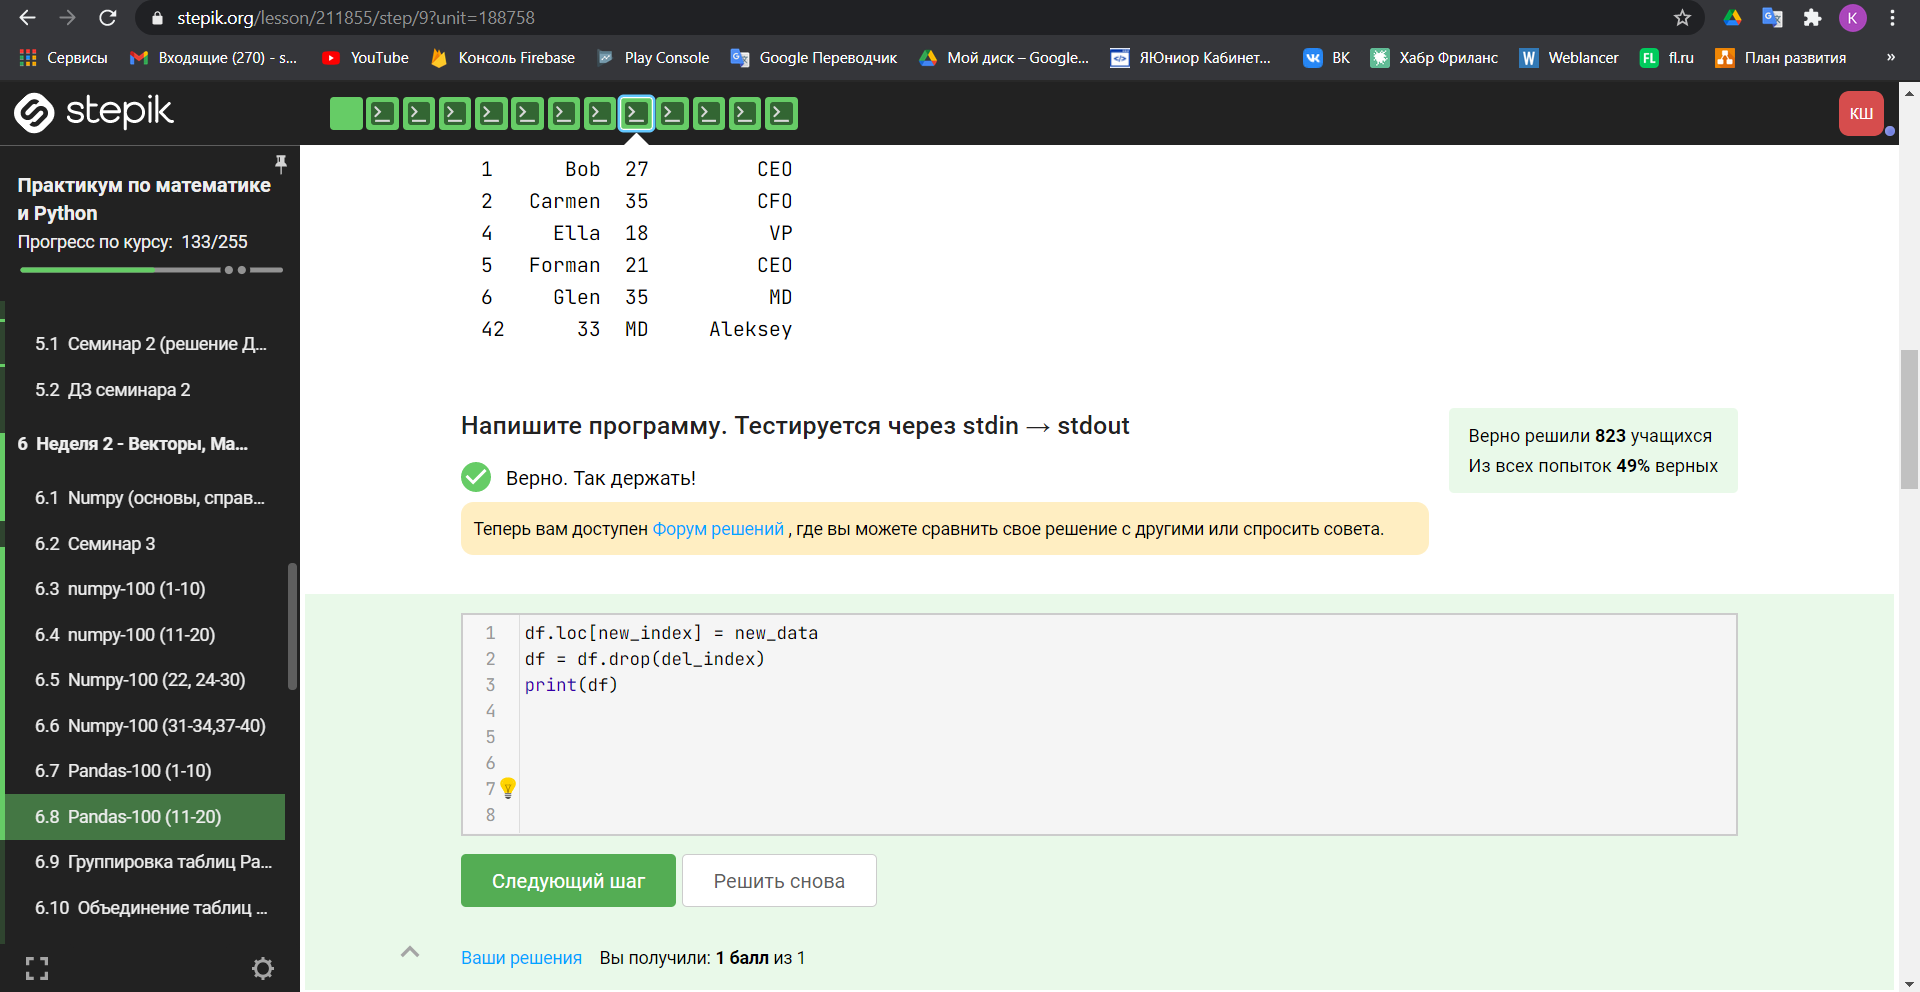 stepik.org/lesson/211855/step/9?unit=188758
K
Сервисы
Входящие (270) - s...
YouTube
Консоль Firebase
Play Console
Google Переводчик
Мой диск – Google...
ЯЮниор Кабинет...
ВК
Хабр Фриланс
W Weblancer
FL fl.ru
План развития
»
stepik
КШ
Практикум по математике
и Python
Прогресс по курсу: 133/255
5.1 Семинар 2 (решение Д...
5.2 ДЗ семинара 2
6 Неделя 2 - Векторы, Ма...
6.1 Numpy (основы, справ...
6.2 Семинар 3
6.3 numpy-100 (1-10)
6.4 numpy-100 (11-20)
6.5 Numpy-100 (22, 24-30)
6.6 Numpy-100 (31-34,37-40)
6.7 Pandas-100 (1-10)
6.8 Pandas-100 (11-20)
6.9 Группировка таблиц Pa...
6.10 Объединение таблиц ...
1 Bob 27 CEO
2 Carmen 35 CFO
4 Ella 18 VP
5 Forman 21 CEO
6 Glen 35 MD
42 33 MD Aleksey
Напишите программу. Тестируется через stdin → stdout
Верно. Так держать!
Теперь вам доступен Форум решений , где вы можете сравнить свое решение с другими или спросить совета.
Верно решили 823 учащихся
Из всех попыток 49% верных
1 df.loc[new_index] = new_data
2 df = df.drop(del_index)
3 print(df)
4
5
6
7
8
Следующий шаг
Решить снова
Ваши решения Вы получили: 1 балл из 1